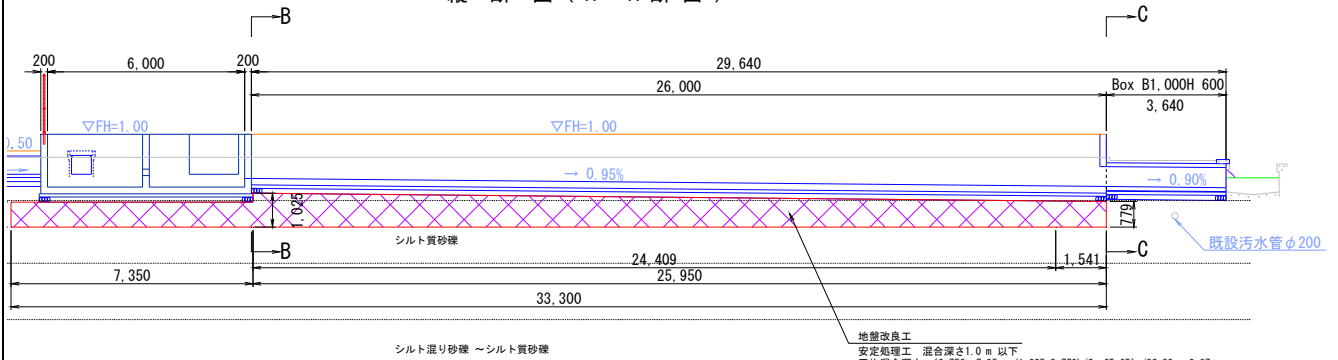 縦 断 面 ( A - A 断 面 )
B
C
200
6,000
200
29,640
26,000
Box B1,000H 600
3,640
▽FH=1.00
▽FH=1.00
0.50
→ 0.95%
→ 0.90%
1,025
779
シルト質砂礫
既設汚水管φ200
B
C
24,409
1,541
7,350
25,950
33,300
地盤改良工
安定処理工 混合深さ1.0 m 以下
シルト混り砂礫 ～シルト質砂礫